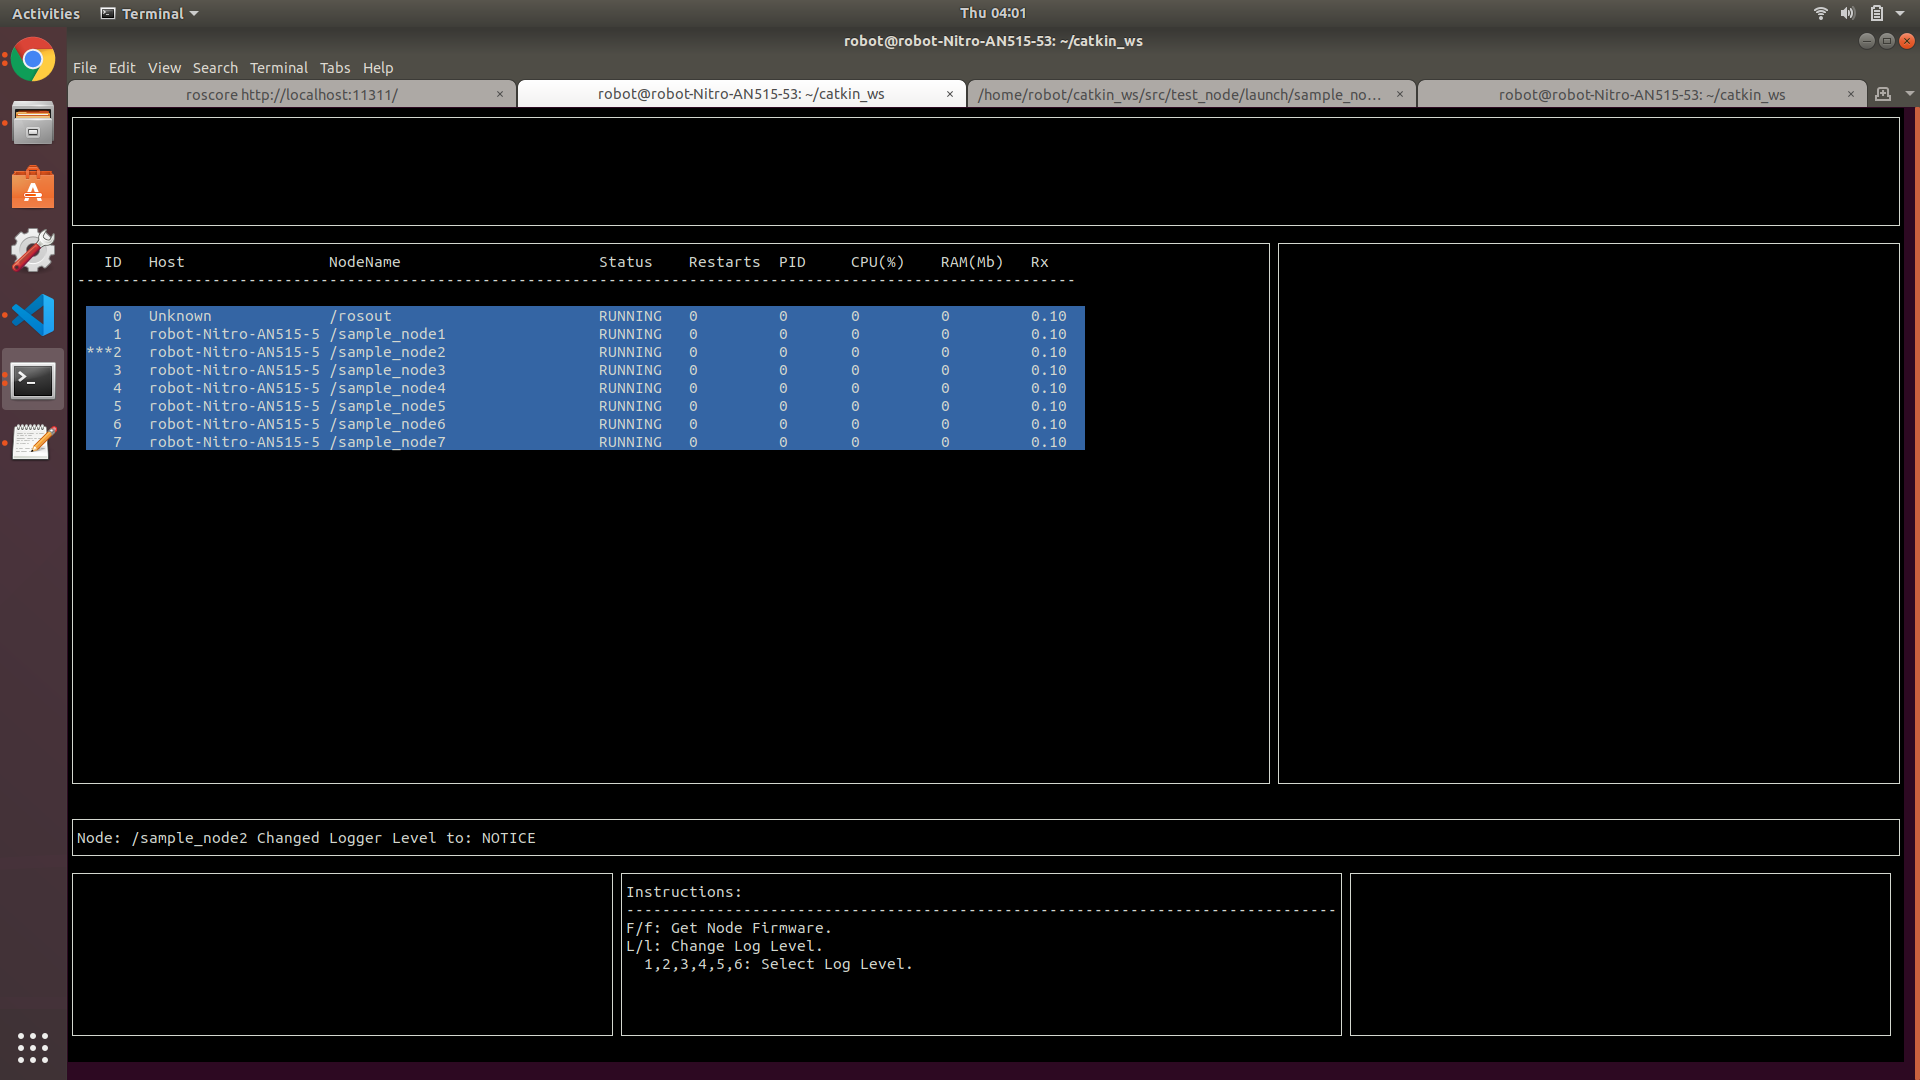 Activities Terminal Thu 04:01
robot@robot-Nitro-AN515-53: ~/catkin_ws
File Edit View Search Terminal Tabs Help
roscore http://localhost:11311/ × robot@robot-Nitro-AN515-53: ~/catkin_ws × /home/robot/catkin_ws/src/test_node/launch/sample_no... × robot@robot-Nitro-AN515-53: ~/catkin_ws ×
ID Host NodeName Status Restarts PID CPU(%) RAM(Mb) Rx
---------------------------------------------------------------------------------------------------------------
0 Unknown /rosout RUNNING 0 0 0 0 0.10
1 robot-Nitro-AN515-5 /sample_node1 RUNNING 0 0 0 0 0.10
***2 robot-Nitro-AN515-5 /sample_node2 RUNNING 0 0 0 0 0.10
3 robot-Nitro-AN515-5 /sample_node3 RUNNING 0 0 0 0 0.10
4 robot-Nitro-AN515-5 /sample_node4 RUNNING 0 0 0 0 0.10
5 robot-Nitro-AN515-5 /sample_node5 RUNNING 0 0 0 0 0.10
6 robot-Nitro-AN515-5 /sample_node6 RUNNING 0 0 0 0 0.10
7 robot-Nitro-AN515-5 /sample_node7 RUNNING 0 0 0 0 0.10
Node: /sample_node2 Changed Logger Level to: NOTICE
Instructions:
-------------------------------------------------------------------------------
F/f: Get Node Firmware.
L/l: Change Log Level.
1,2,3,4,5,6: Select Log Level.